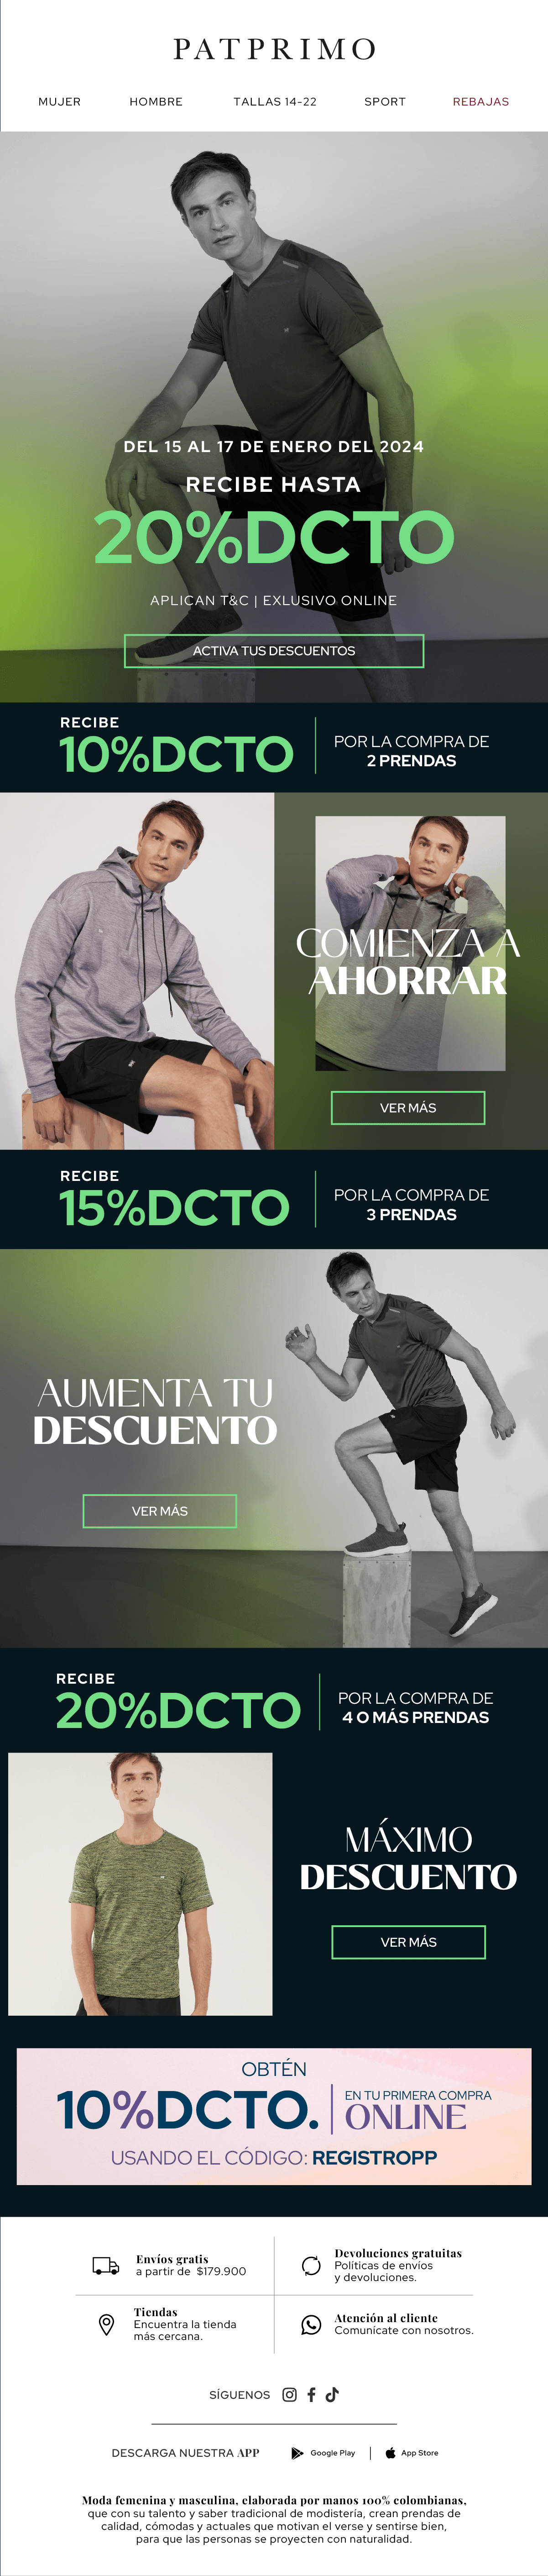 PATPRIMO
MUJER HOMBRE TALLAS 14-22 SPORT REBAJAS
DEL 15 AL 17 DE ENERO DEL 2024
RECIBE HASTA
20%DCTO
APLICAN T&C | EXLUSIVO ONLINE
ACTIVA TUS DESCUENTOS
RECIBE
10%DCTO
POR LA COMPRA DE
2 PRENDAS
COMIENZA A
AHORRAR
VER MÁS
RECIBE
15%DCTO
POR LA COMPRA DE
3 PRENDAS
AUMENTA TU
DESCUENTO
VER MÁS
RECIBE
20%DCTO
POR LA COMPRA DE
4 O MÁS PRENDAS
MÁXIMO
DESCUENTO
VER MÁS
OBTÉN
10%DCTO.
EN TU PRIMERA COMPRA
ONLINE
USANDO EL CÓDIGO: REGISTROPP
Envíos gratis
a partir de $179.900
Devoluciones gratuitas
Políticas de envíos
y devoluciones.
Tiendas
Encuentra la tienda
más cercana.
Atención al cliente
Comunícate con nosotros.
SÍGUENOS
DESCARGA NUESTRA APP
Google Play | App Store
Moda femenina y masculina, elaborada por manos 100% colombianas,
que con su talento y saber tradicional de modistería, crean prendas de
calidad, cómodas y actuales que motivan el verse y sentirse bien,
para que las personas se proyecten con naturalidad.